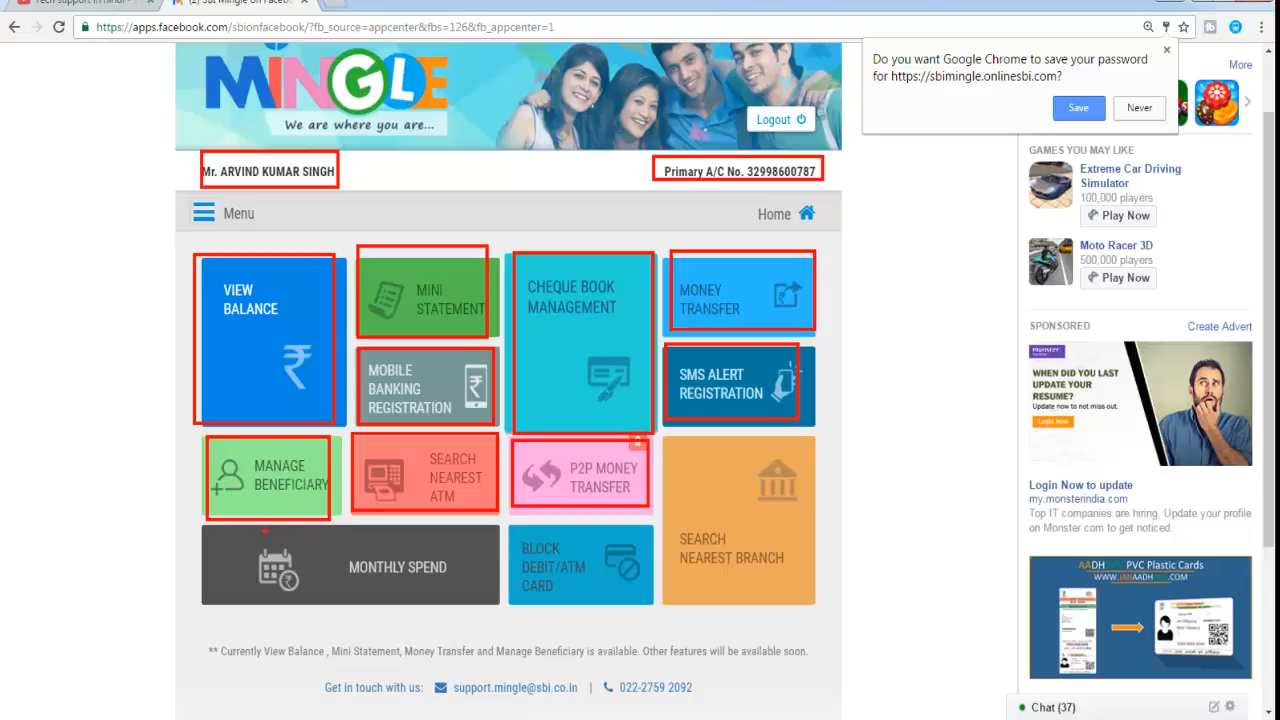 (2) SBI Mingle on Faceb
https://apps.facebook.com/sbionfacebook/?fb_source=appcenter&fbs=126&fb_appcenter=1
Do you want Google Chrome to save your password
for https://sbimingle.onlinesbi.com?
Save
Never
MINGLE
We are where you are...
Logout
Mr. ARVIND KUMAR SINGH
Primary A/C No. 32998600787
Menu
Home
VIEW
BALANCE
MINI
STATEMENT
CHEQUE BOOK
MANAGEMENT
MONEY
TRANSFER
MOBILE
BANKING
REGISTRATION
SMS ALERT
REGISTRATION
MANAGE
BENEFICIARY
SEARCH
NEAREST
ATM
P2P MONEY
TRANSFER
SEARCH
NEAREST BRANCH
MONTHLY SPEND
BLOCK
DEBIT/ATM
CARD
** Currently View Balance , Mini Statement, Money Transfer and Manage Beneficiary is available. Other features will be available soon.
Get in touch with us: support.mingle@sbi.co.in | 022-2759 2092
More
GAMES YOU MAY LIKE
Extreme Car Driving
Simulator
100,000 players
Play Now
Moto Racer 3D
500,000 players
Play Now
SPONSORED
Create Advert
WHEN DID YOU LAST
UPDATE YOUR
RESUME?
Update now to not miss out.
Login Now
Login Now to update
my.monsterindia.com
Top IT companies are hiring, Update your profile
on Monster.com to get noticed.
PVC Plastic Cards
Chat (37)